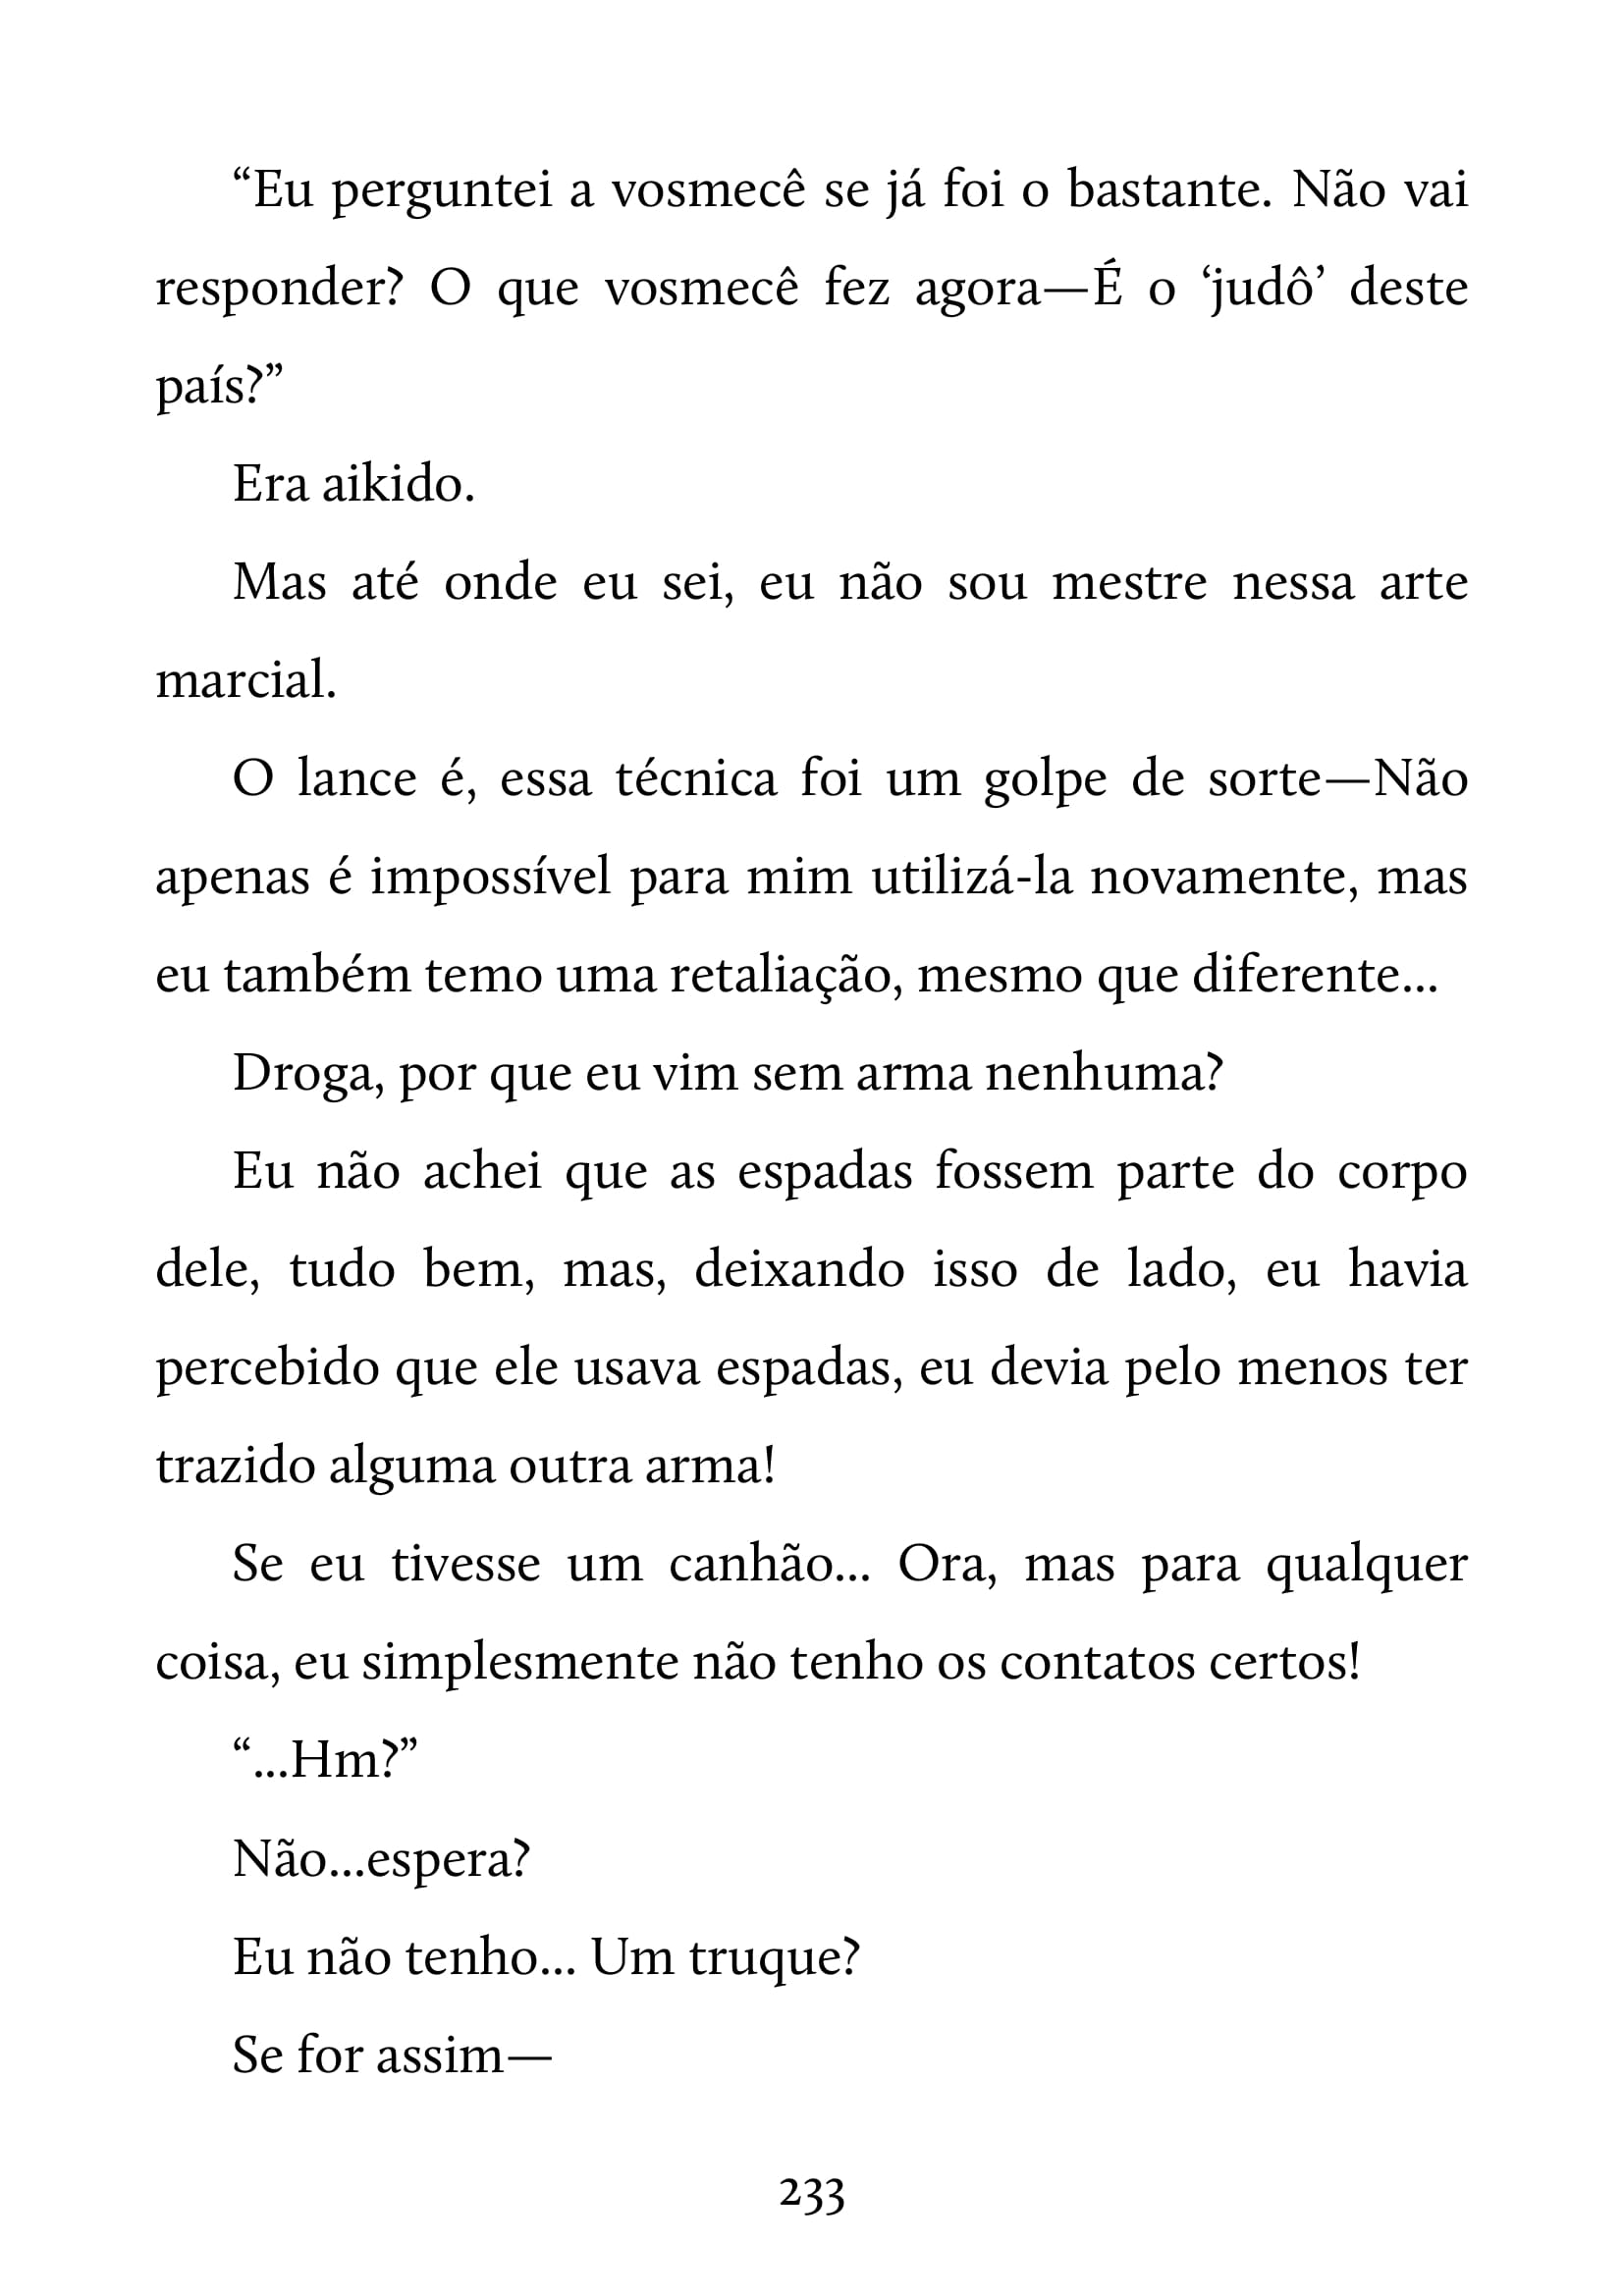 “Eu perguntei a vosmecê se já foi o bastante. Não vai
responder? O que vosmecê fez agora—É o ‘judô’ deste
país?”
Era aikido.
Mas até onde eu sei, eu não sou mestre nessa arte
marcial.
O lance é, essa técnica foi um golpe de sorte—Não
apenas é impossível para mim utilizá-la novamente, mas
eu também temo uma retaliação, mesmo que diferente...
Droga, por que eu vim sem arma nenhuma?
Eu não achei que as espadas fossem parte do corpo
dele, tudo bem, mas, deixando isso de lado, eu havia
percebido que ele usava espadas, eu devia pelo menos ter
trazido alguma outra arma!
Se eu tivesse um canhão... Ora, mas para qualquer
coisa, eu simplesmente não tenho os contatos certos!
“...Hm?”
Não...espera?
Eu não tenho... Um truque?
Se for assim—
233